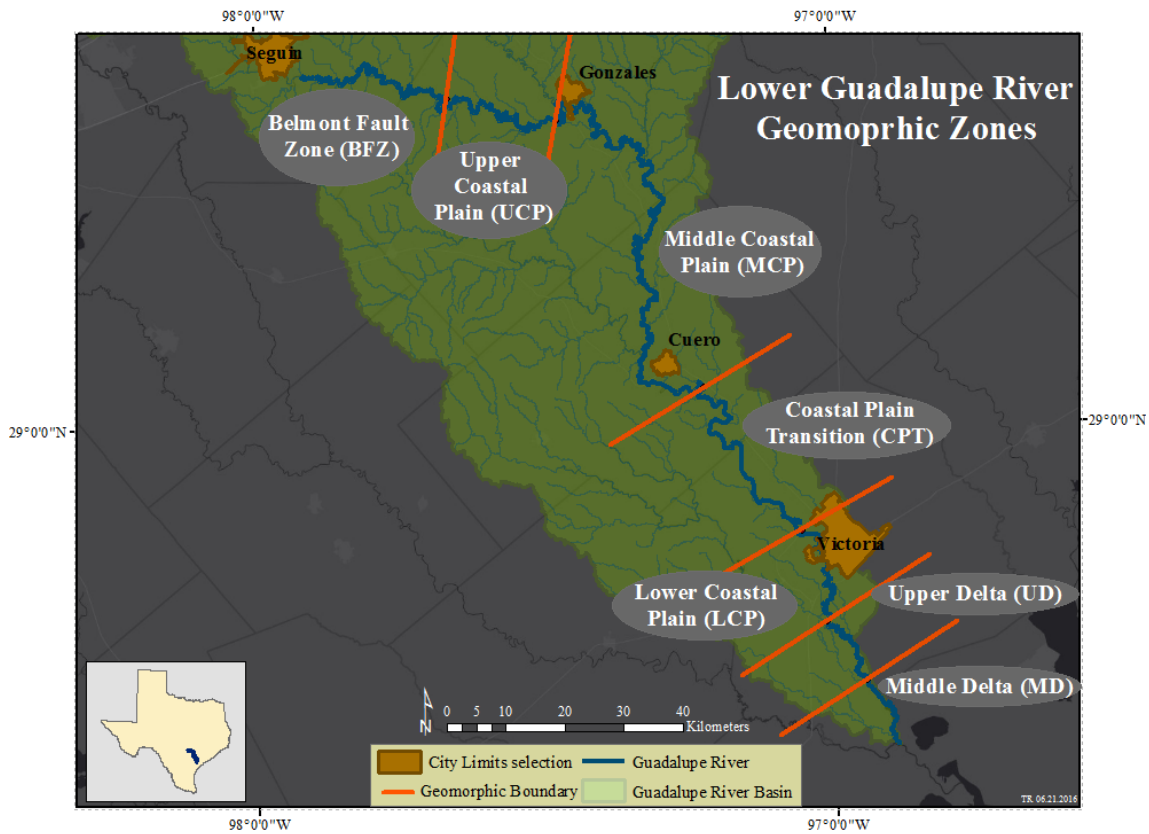 98°0'0"W
97°0'0"W
Seguin
Gonzales
Lower Guadalupe River
Geomoprhic Zones
Belmont Fault
Zone (BFZ)
Upper
Coastal
Plain (UCP)
Middle Coastal
Plain (MCP)
Cuero
29°0'0"N
29°0'0"N
Coastal Plain
Transition (CPT)
Victoria
Lower Coastal
Plain (LCP)
Upper Delta (UD)
Middle Delta (MD)
N
0 5 10 20 30 40
Kilometers
City Limits selection
Guadalupe River
Geomorphic Boundary
Guadalupe River Basin
TR 06.21.2016
98°0'0"W
97°0'0"W